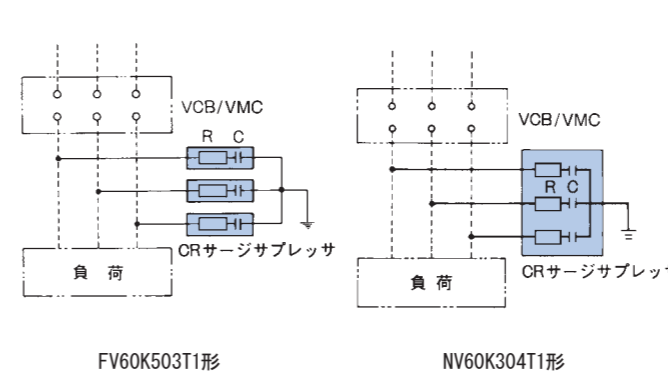 VCB/VMC
R C
CRサージサプレッサ
負 荷
FV60K503T1形
VCB/VMC
R C
CRサージサプレッ
負 荷
NV60K304T1形